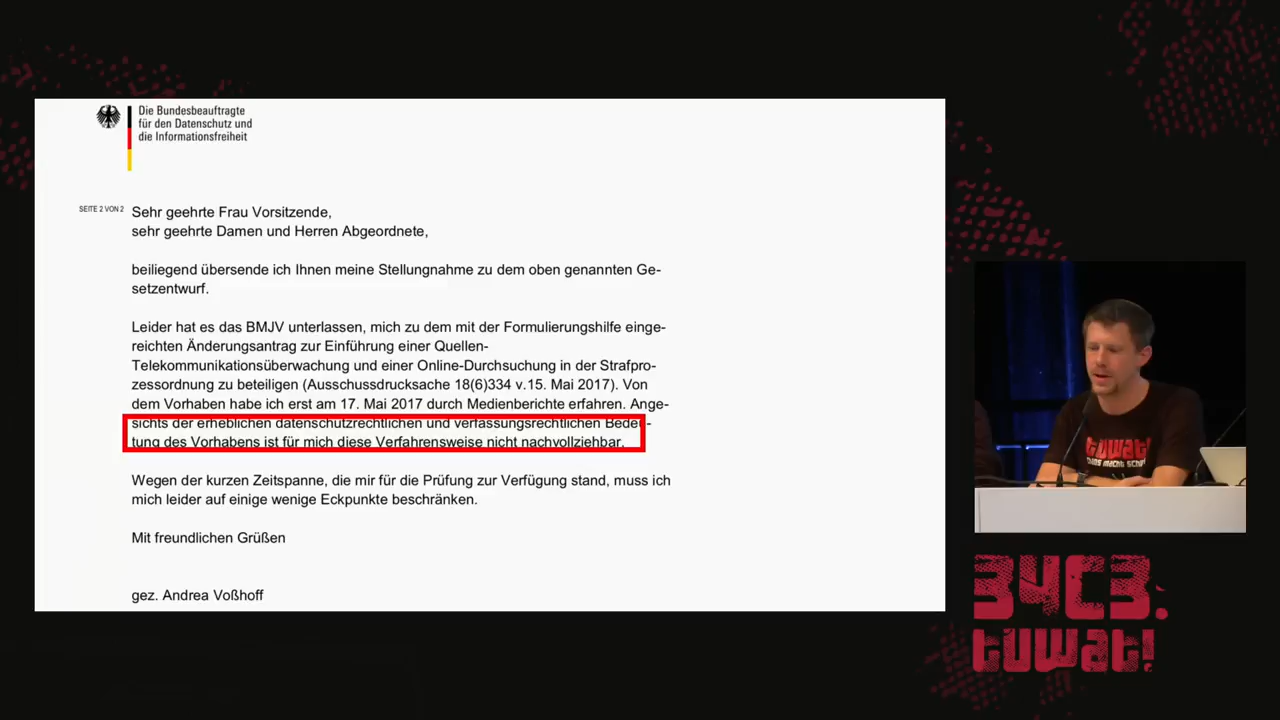 Die Bundesbeauftragte
für den Datenschutz und
die Informationsfreiheit
SEITE 2 VON 2
Sehr geehrte Frau Vorsitzende,
sehr geehrte Damen und Herren Abgeordnete,
beiliegend übersende ich Ihnen meine Stellungnahme zu dem oben genannten Ge-
setzentwurf.
Leider hat es das BMJV unterlassen, mich zu dem mit der Formulierungshilfe einge-
reichten Änderungsantrag zur Einführung einer Quellen-
Telekommunikationsüberwachung und einer Online-Durchsuchung in der Strafpro-
zessordnung zu beteiligen (Ausschussdrucksache 18(6)334 v.15. Mai 2017). Von
dem Vorhaben habe ich erst am 17. Mai 2017 durch Medienberichte erfahren. Ange-
sichts der erheblichen datenschutzrechtlichen und verfassungsrechtlichen Bedeu-
tung des Vorhabens ist für mich diese Verfahrensweise nicht nachvollziehbar.
Wegen der kurzen Zeitspanne, die mir für die Prüfung zur Verfügung stand, muss ich
mich leider auf einige wenige Eckpunkte beschränken.
Mit freundlichen Grüßen
gez. Andrea Voßhoff
tuwat!
macht
34C3.
tuwat!